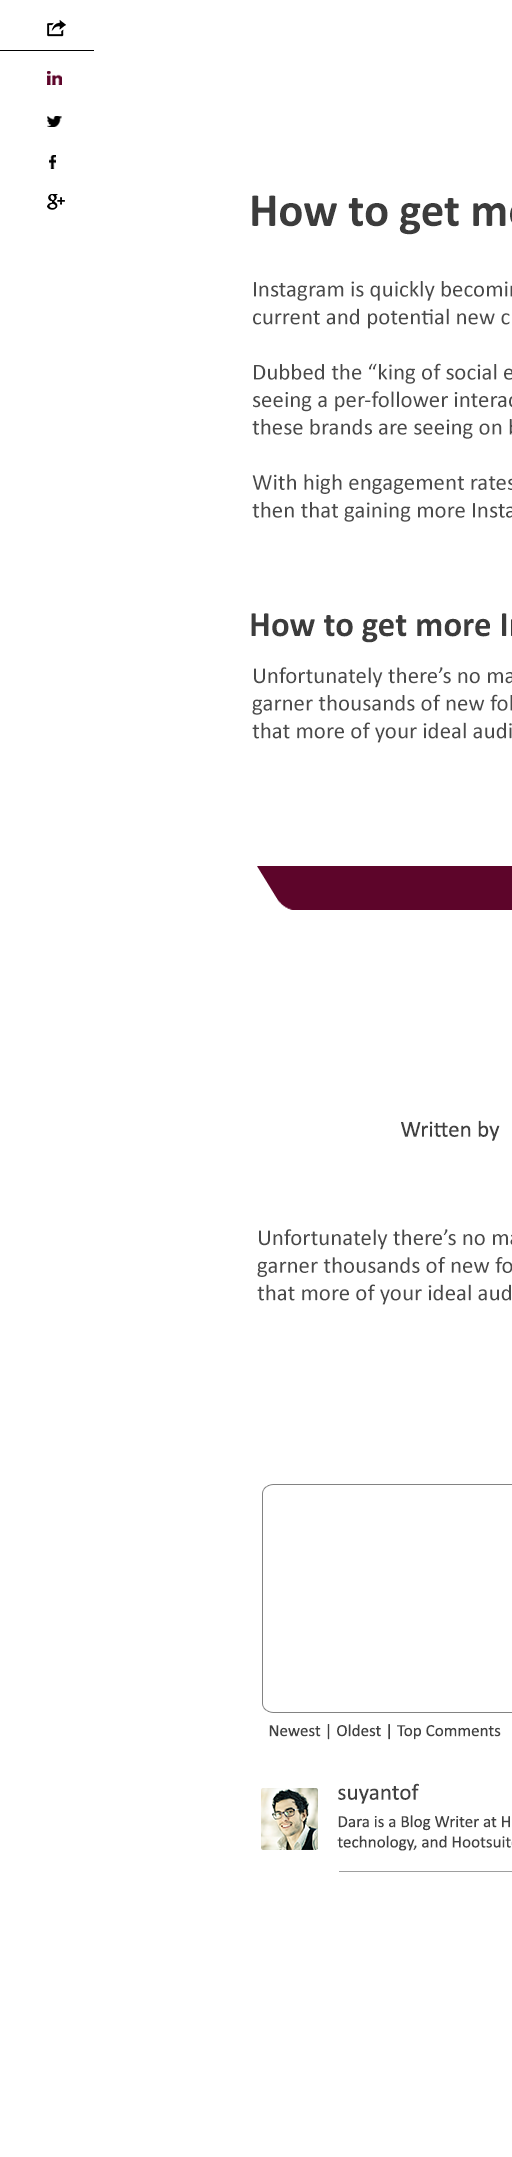 in
f
g+
How to get m
Instagram is quickly becomi
current and potential new c
Dubbed the “king of social e
seeing a per-follower interac
these brands are seeing on b
With high engagement rates
then that gaining more Insta
How to get more I
Unfortunately there’s no ma
garner thousands of new fol
that more of your ideal audi
Written by
Unfortunately there’s no ma
garner thousands of new fo
that more of your ideal aud
Newest | Oldest | Top Comments
suyantof
Dara is a Blog Writer at H
technology, and Hootsuit